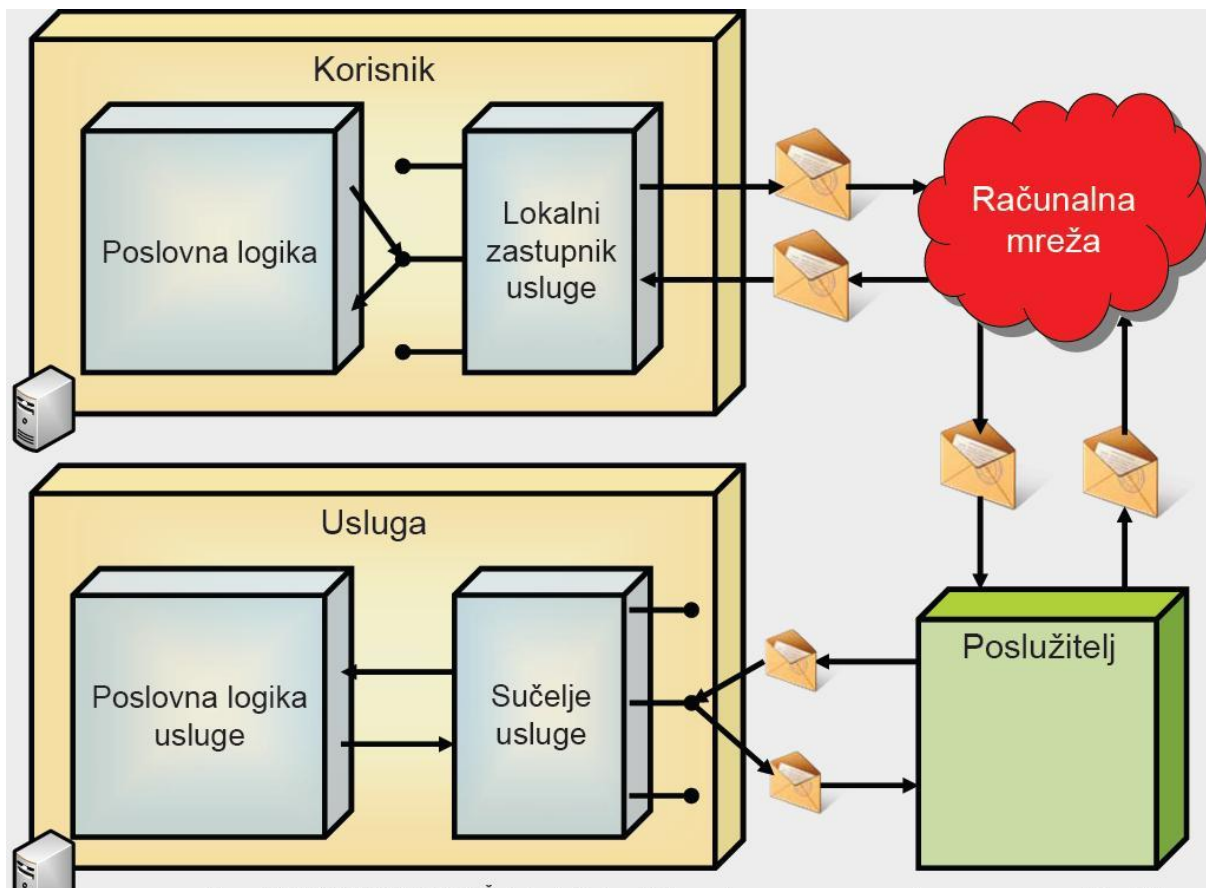 Korisnik
Poslovna logika
Lokalni
zastupnik
usluge
Računalna
mreža
Usluga
Poslovna logika
usluge
Sučelje
usluge
Poslužitelj